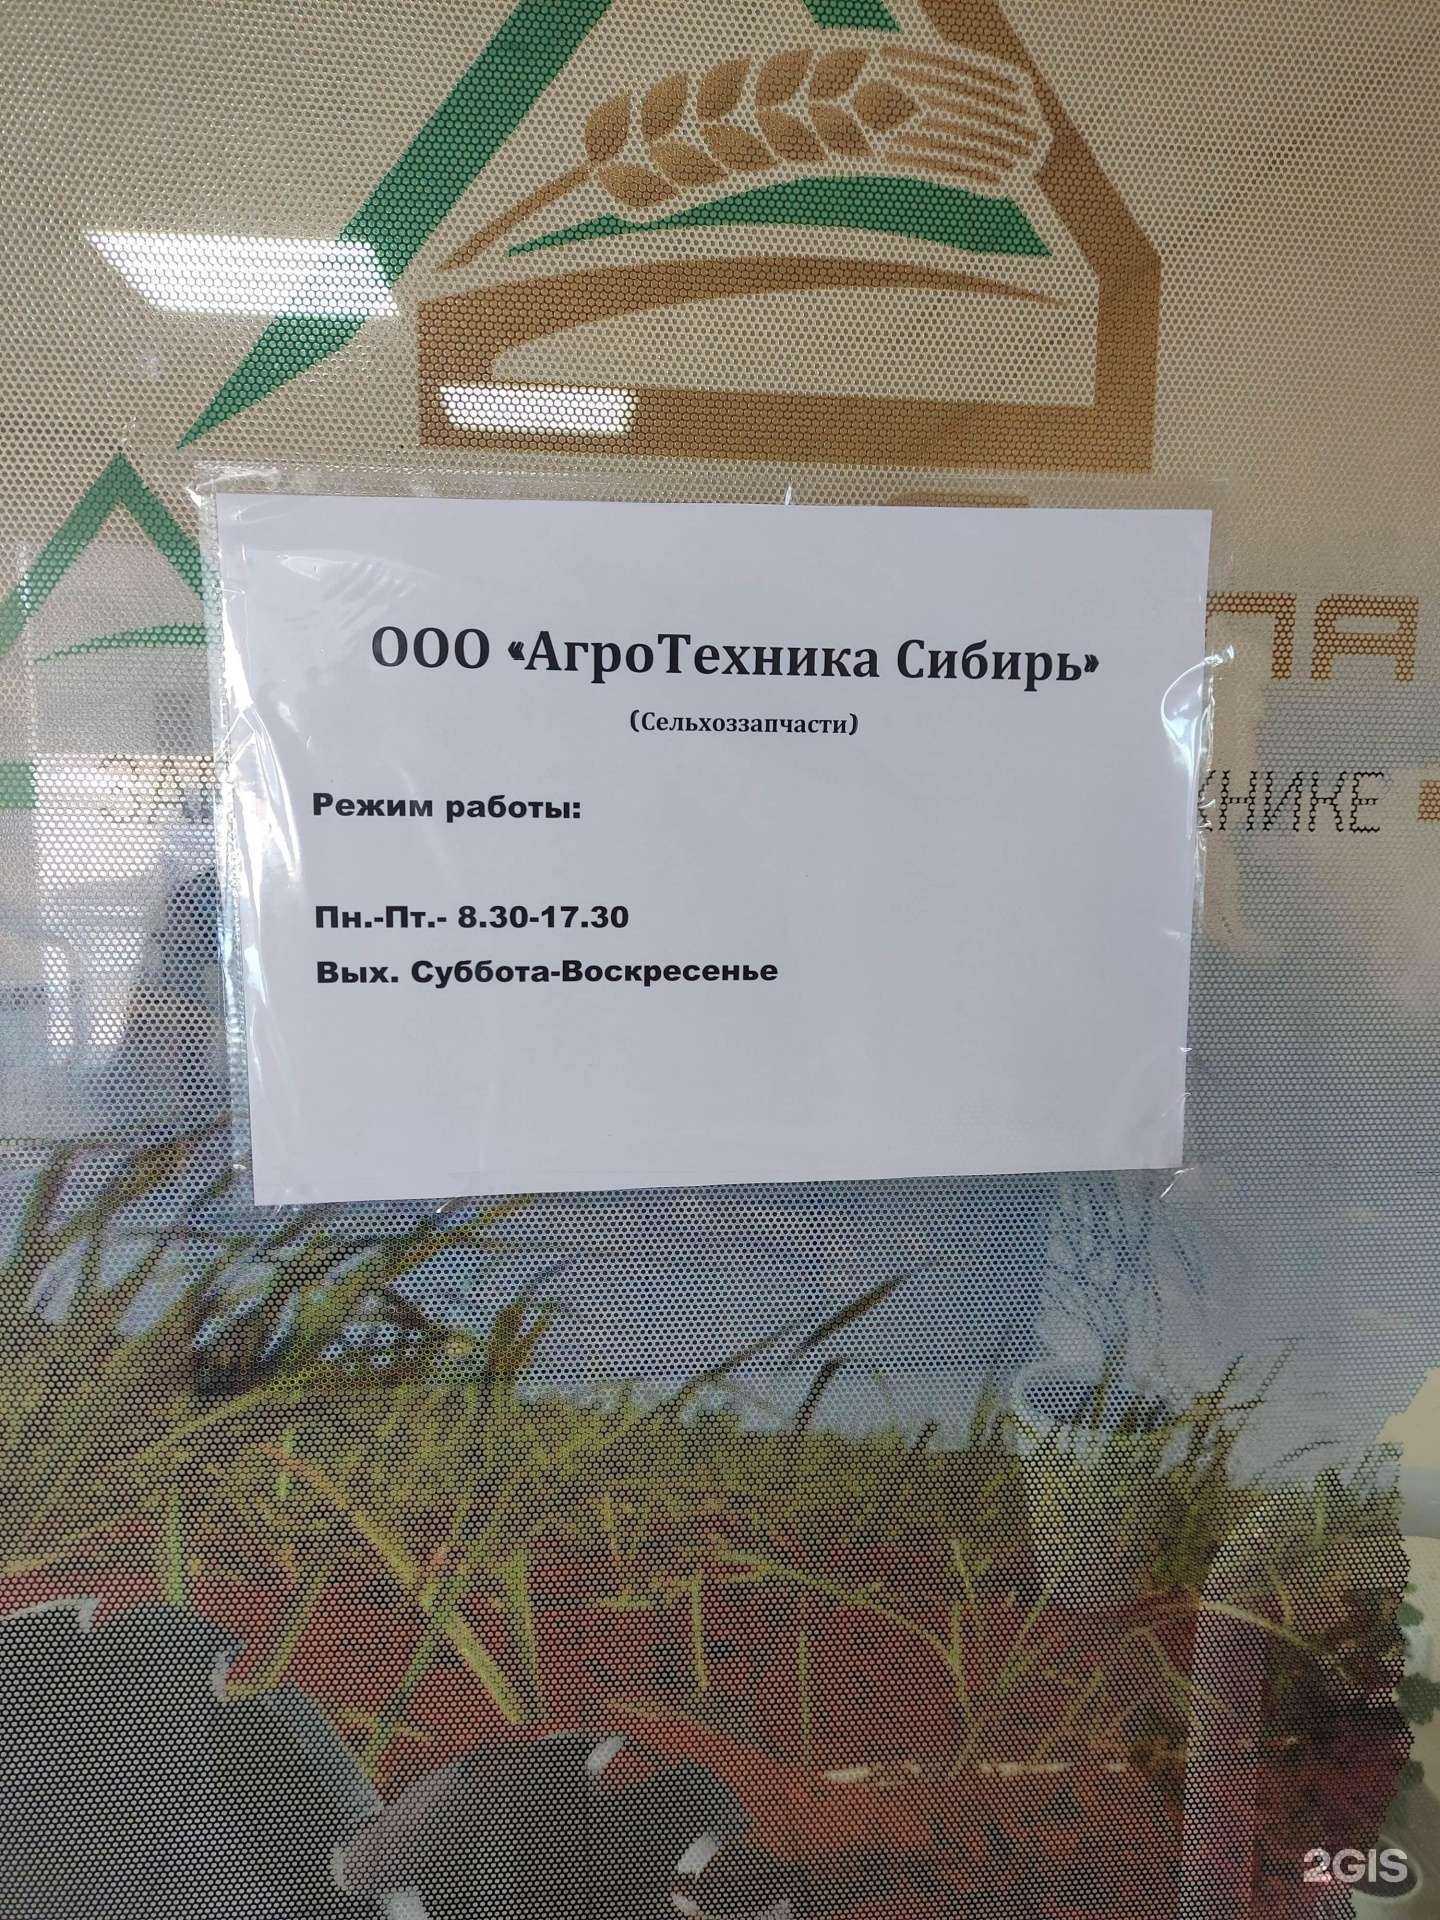 ООО «АгроТехника Сибирь»
(Сельхоззапчасти)
Режим работы:
Пн.-Пт.- 8.30-17.30
Вых. Суббота-Воскресенье
2GIS